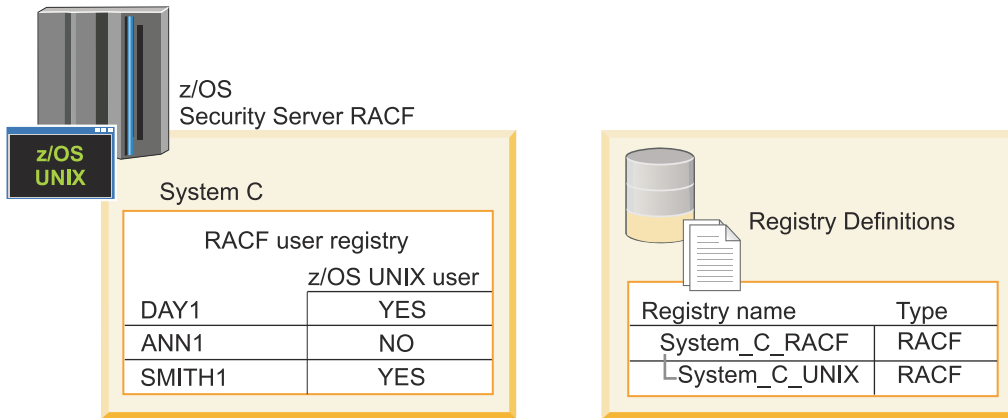 z/OS
Security Server RACF
z/OS
UNIX
System C
RACF user registry
z/OS UNIX user
DAY1 YES
ANN1 NO
SMITH1 YES
Registry Definitions
Registry name Type
System_C_RACF RACF
System_C_UNIX RACF